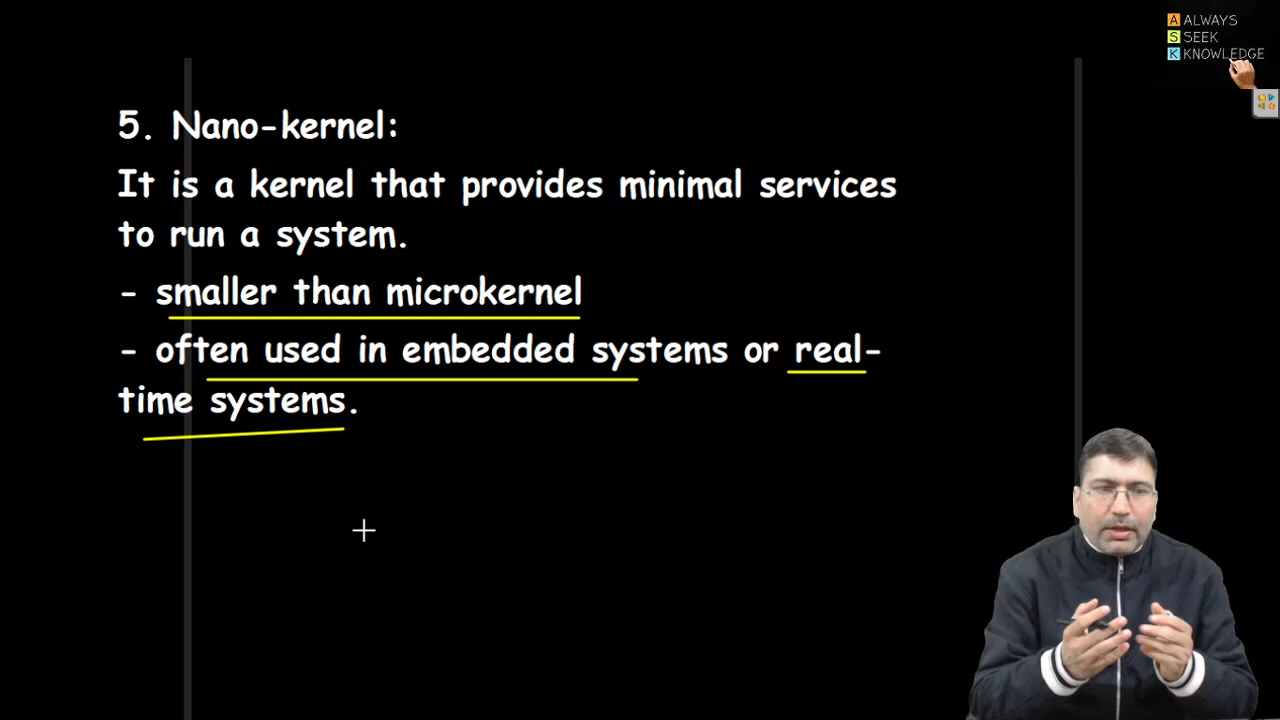 A ALWAYS
S SEEK
K KNOWLEDGE
5. Nano-kernel:
It is a kernel that provides minimal services
to run a system.
- smaller than microkernel
- often used in embedded systems or real-
time systems.